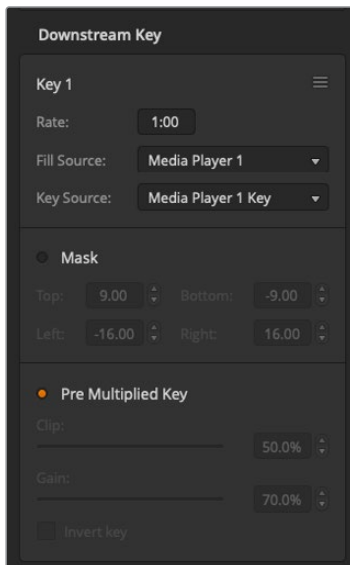 Downstream Key
Key 1
Rate: 1:00
Fill Source: Media Player 1
Key Source: Media Player 1 Key
Mask
Top: 9.00 Bottom: -9.00
Left: -16.00 Right: 16.00
Pre Multiplied Key
Clip:
50.0%
Gain:
70.0%
Invert key